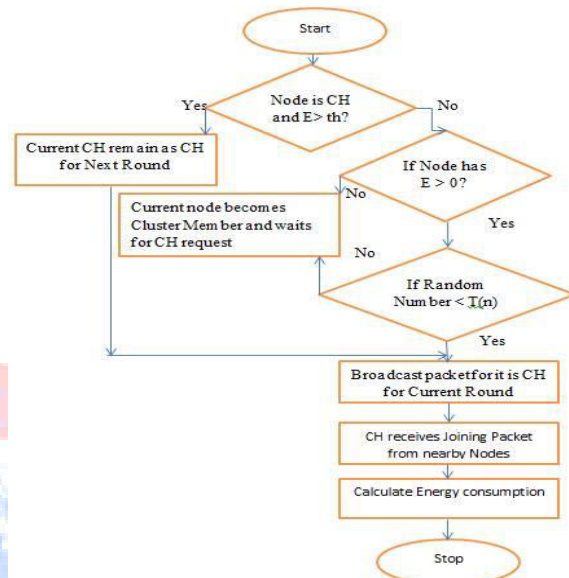 Start
Node is CH
and E> th?
Yes
No
Current CH remain as CH
for Next Round
If Node has
E > 0?
No
Current node becomes
Cluster Member and waits
for CH request
Yes
No
If Random
Number < T(n)
Yes
Broadcast packetfor it is CH
for Current Round
CH receives Joining Packet
from nearby Nodes
Calculate Energy consumption
Stop